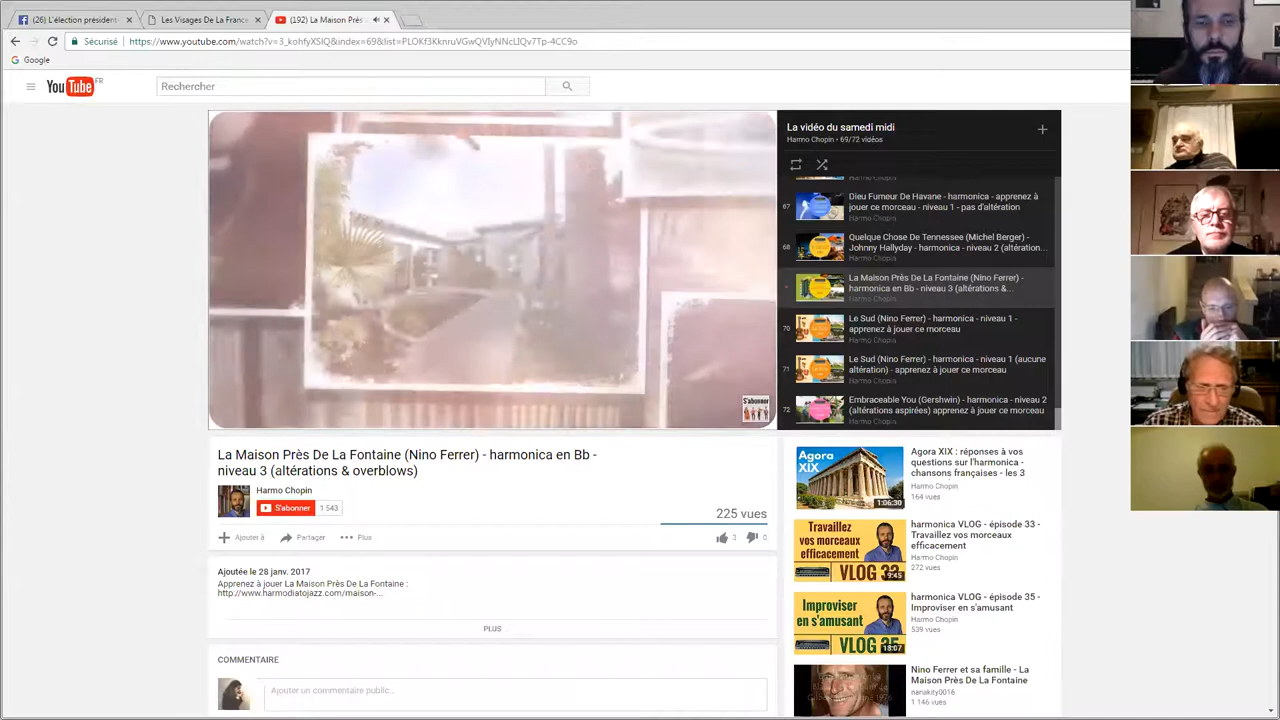 (26) L'élection président
Les Visages De La France
(192) La Maison Près
Sécurisé
https://www.youtube.com/watch?v=3_kohfyXSlQ&index=69&list=PLOKf3KknruVGwQVIyNNcLIQv7Tp-4CC9o
Google
YouTube FR
Rechercher
La vidéo du samedi midi
Harmo Chopin • 69/72 vidéos
Harmo Chopin
67
Dieu Fumeur De Havane - harmonica - apprenez à
jouer ce morceau - niveau 1 - pas d'altération
Harmo Chopin
68
Quelque Chose De Tennessee (Michel Berger) -
Johnny Hallyday - harmonica - niveau 2 (altération...
Harmo Chopin
La Maison Près De La Fontaine (Nino Ferrer) -
harmonica en Bb - niveau 3 (altérations &...
Harmo Chopin
70
Le Sud (Nino Ferrer) - harmonica - niveau 1 -
apprenez à jouer ce morceau
Harmo Chopin
71
Le Sud (Nino Ferrer) - harmonica - niveau 1 (aucune
altération) - apprenez à jouer ce morceau
Harmo Chopin
72
Embraceable You (Gershwin) - harmonica - niveau 2
(altérations aspirées) apprenez à jouer ce morceau
Harmo Chopin
S'abonner
La Maison Près De La Fontaine (Nino Ferrer) - harmonica en Bb -
niveau 3 (altérations & overblows)
Harmo Chopin
S'abonner 1 543
225 vues
Ajouter à
Partager
Plus
3
0
Ajoutée le 28 janv. 2017
Apprenez à jouer La Maison Près De La Fontaine :
http://www.harmodiatojazz.com/maison-...
PLUS
COMMENTAIRE
Ajouter un commentaire public..
Agora
XIX
1:06:30
Agora XIX : réponses à vos
questions sur l'harmonica -
chansons françaises - les 3
Harmo Chopin
164 vues
Travaillez
vos morceaux
efficacement
VLOG 33
9:45
harmonica VLOG - épisode 33 -
Travaillez vos morceaux
efficacement
Harmo Chopin
272 vues
Improviser
en s'amusant
VLOG 35
18:07
harmonica VLOG - épisode 35 -
Improviser en s'amusant
Harmo Chopin
539 vues
Nino Ferrer et sa famille - La
Maison Près De La Fontaine
nanakity0016
1 146 vues